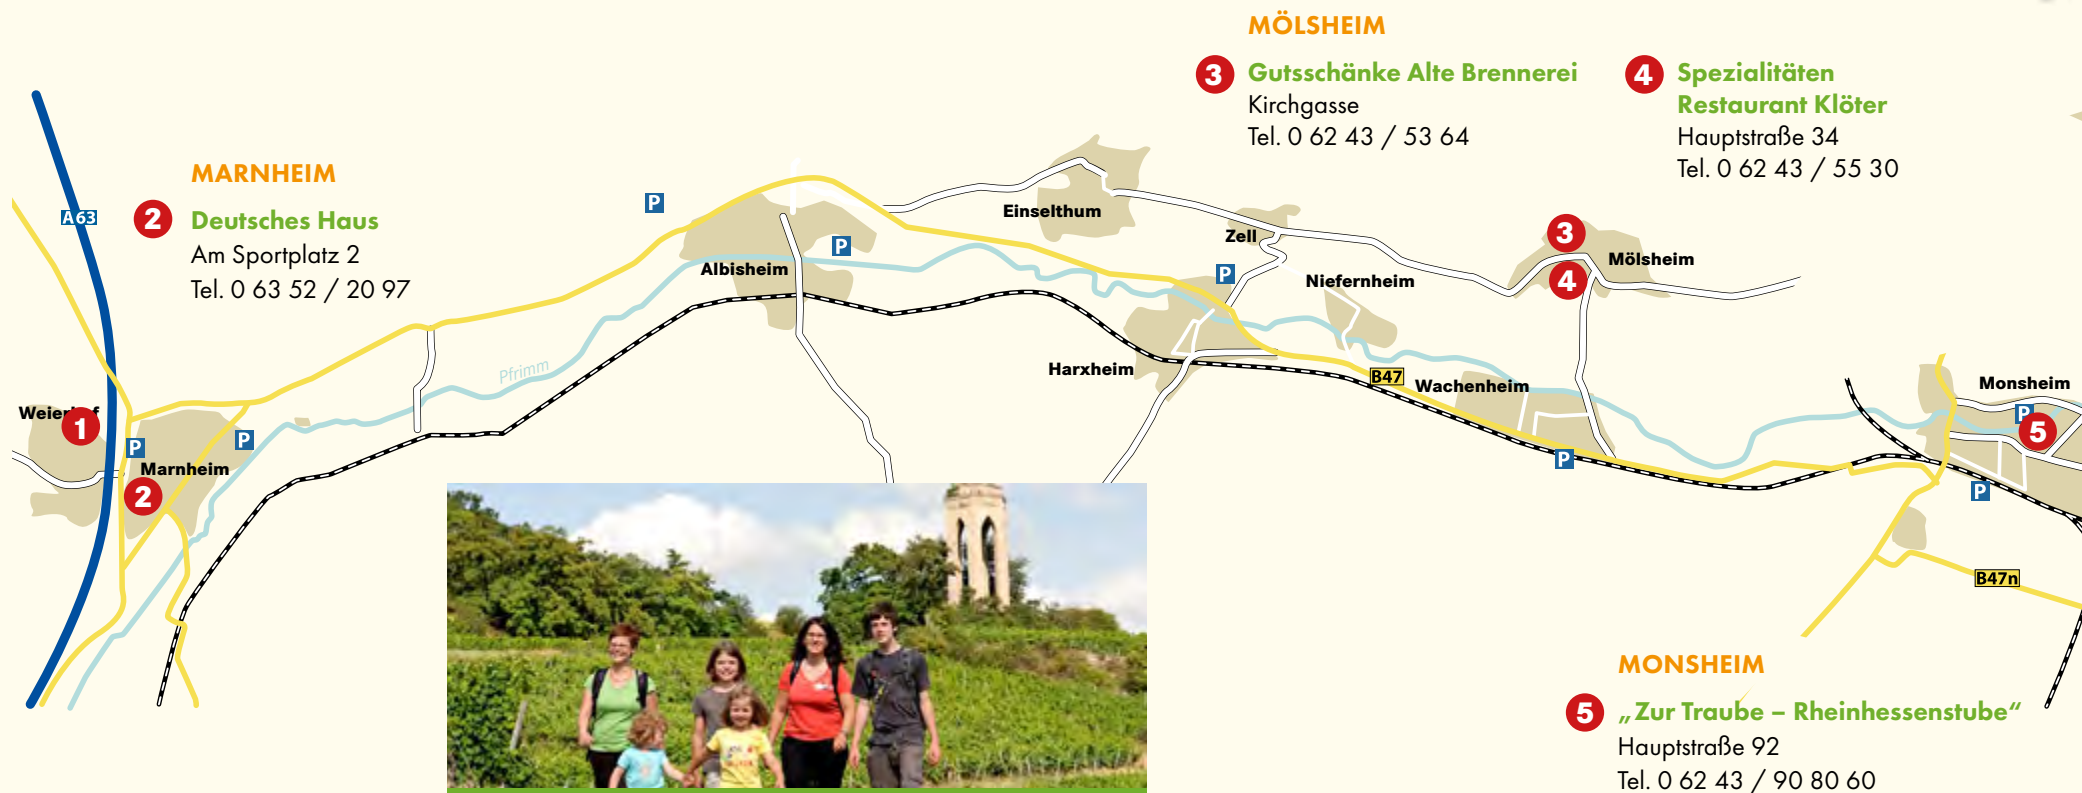 MÖLSHEIM
3 Gutsschänke Alte Brennerei
Kirchgasse
Tel. 0 62 43 / 53 64
4 Spezialitäten
Restaurant Klöter
Hauptstraße 34
Tel. 0 62 43 / 55 30
MARNHEIM
2 Deutsches Haus
Am Sportplatz 2
Tel. 0 63 52 / 20 97
A63
P
Einselthum
Zell
3
Mölsheim
4
P
Albisheim
P
Niefernheim
Pfrimm
Harxheim
B47
Wachenheim
Monsheim
P
5
Weierhof
1
P
P
Marnheim
2
P
P
B47n
MONSHEIM
5 „Zur Traube – Rheinhessenstube“
Hauptstraße 92
Tel. 0 62 43 / 90 80 60